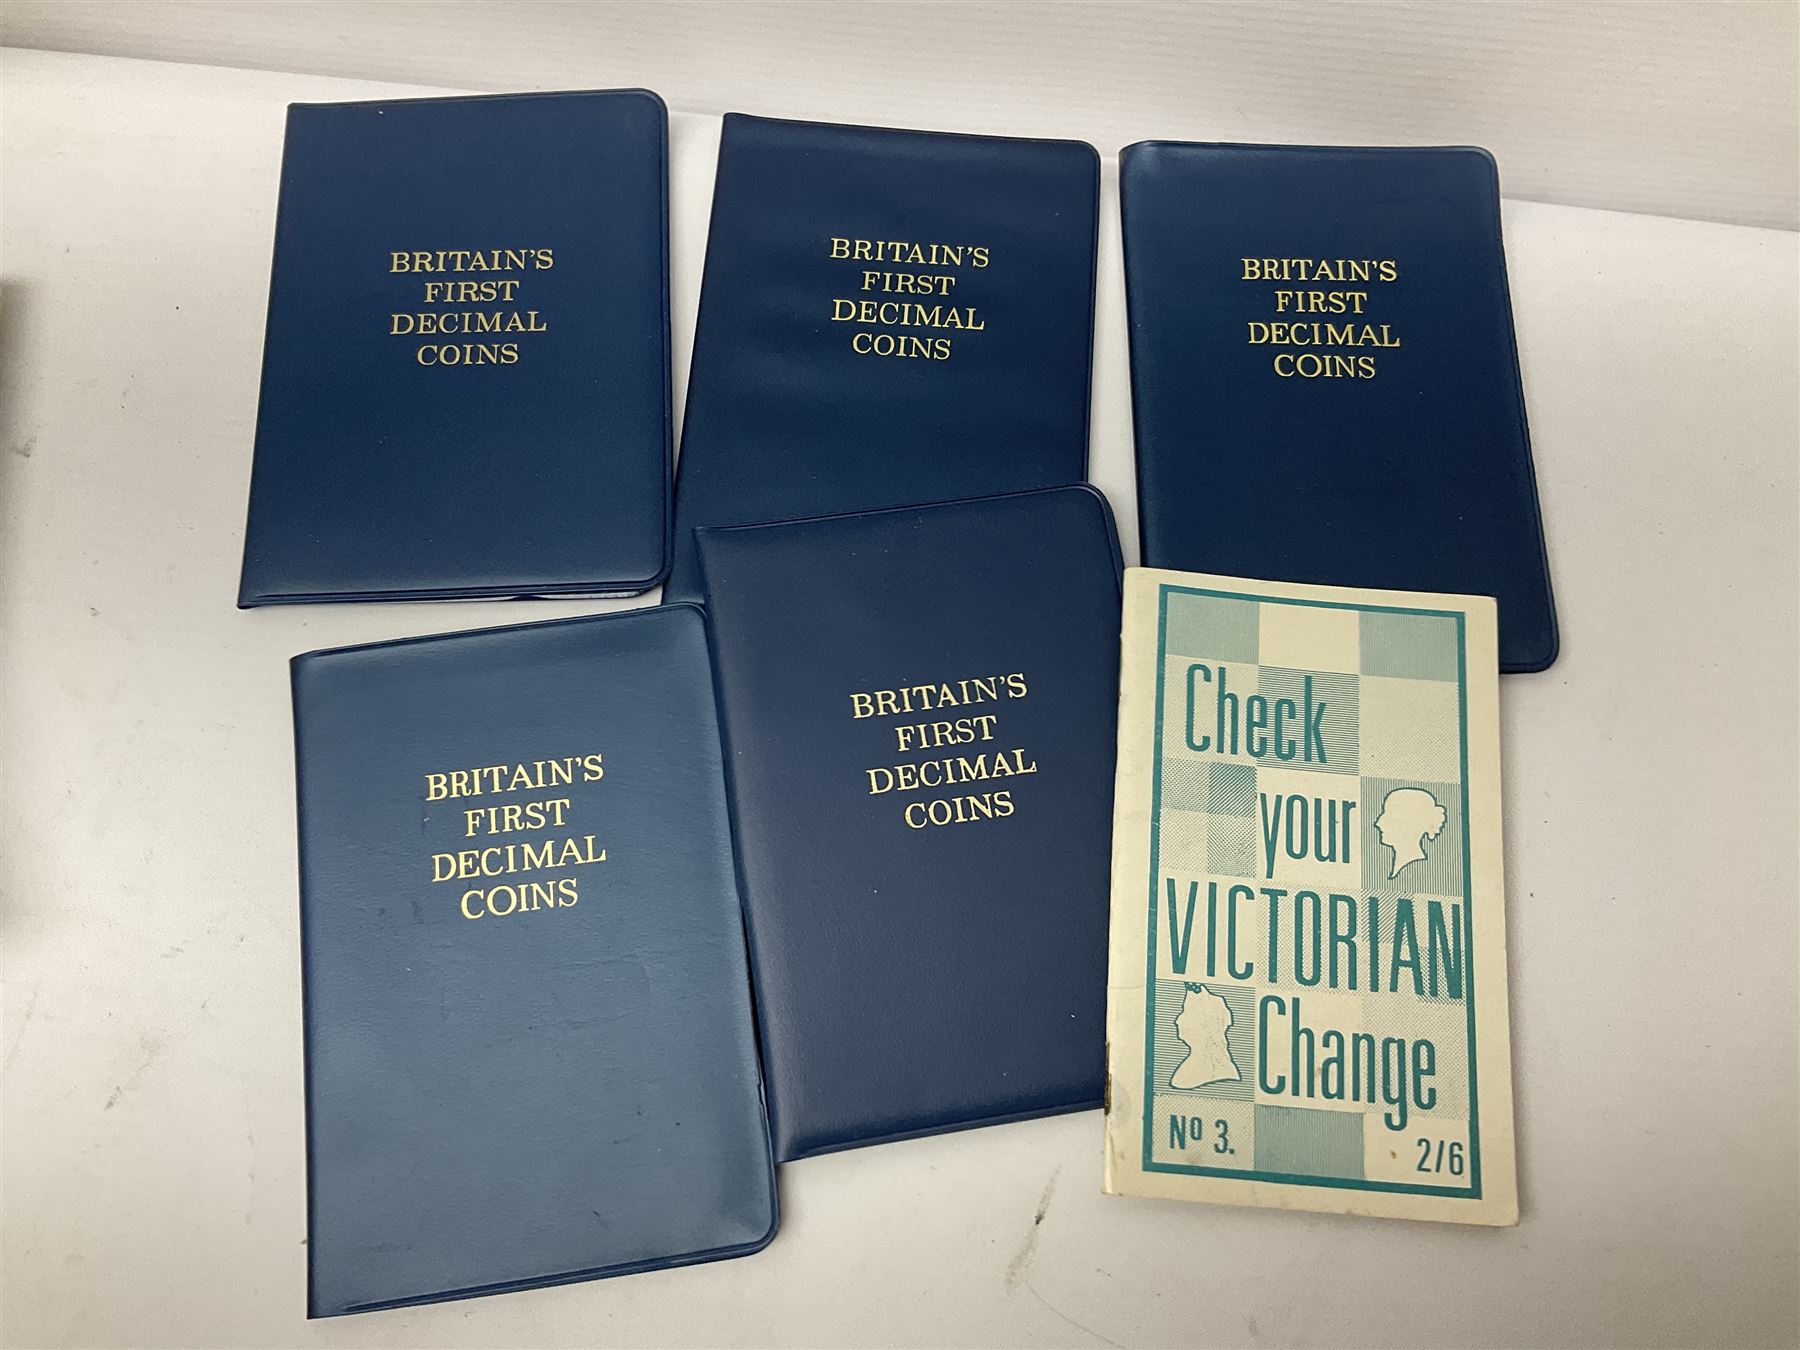 BRITAIN'S
FIRST
DECIMAL
COINS
BRITAIN'S
FIRST
DECIMAL
COINS
BRITAIN'S
FIRST
DECIMAL
COINS
BRITAIN'S
FIRST
DECIMAL
COINS
BRITAIN'S
FIRST
DECIMAL
COINS
Check
your
VICTORIAN
Change
Nº 3.
2/6